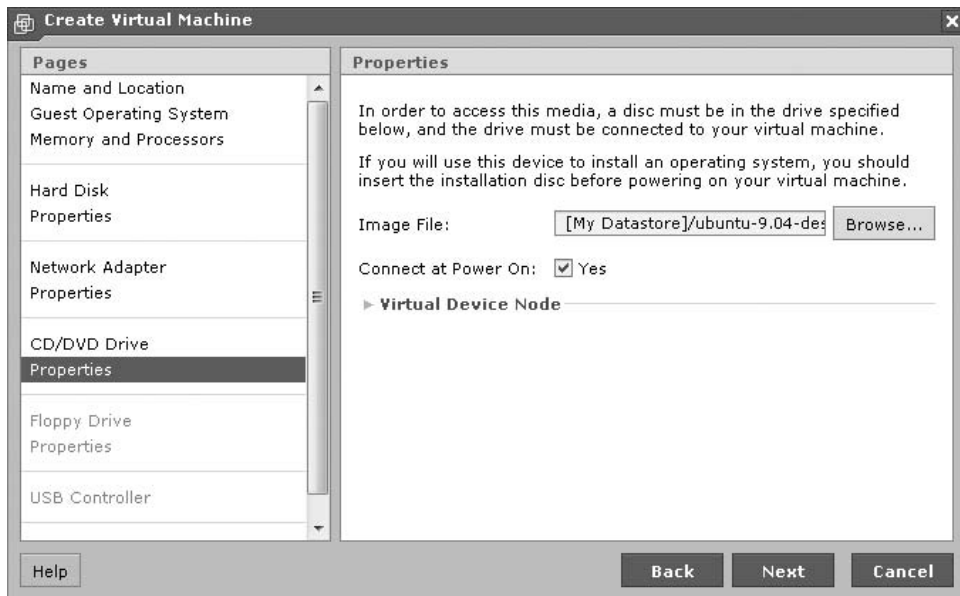 Create Virtual Machine
Pages
Name and Location
Guest Operating System
Memory and Processors
Hard Disk
Properties
Network Adapter
Properties
CD/DVD Drive
Properties
Floppy Drive
Properties
USB Controller
Properties
In order to access this media, a disc must be in the drive specified
below, and the drive must be connected to your virtual machine.
If you will use this device to install an operating system, you should
insert the installation disc before powering on your virtual machine.
Image File: [My Datastore]/ubuntu-9.04-des Browse...
Connect at Power On: Yes
Virtual Device Node
Help Back Next Cancel